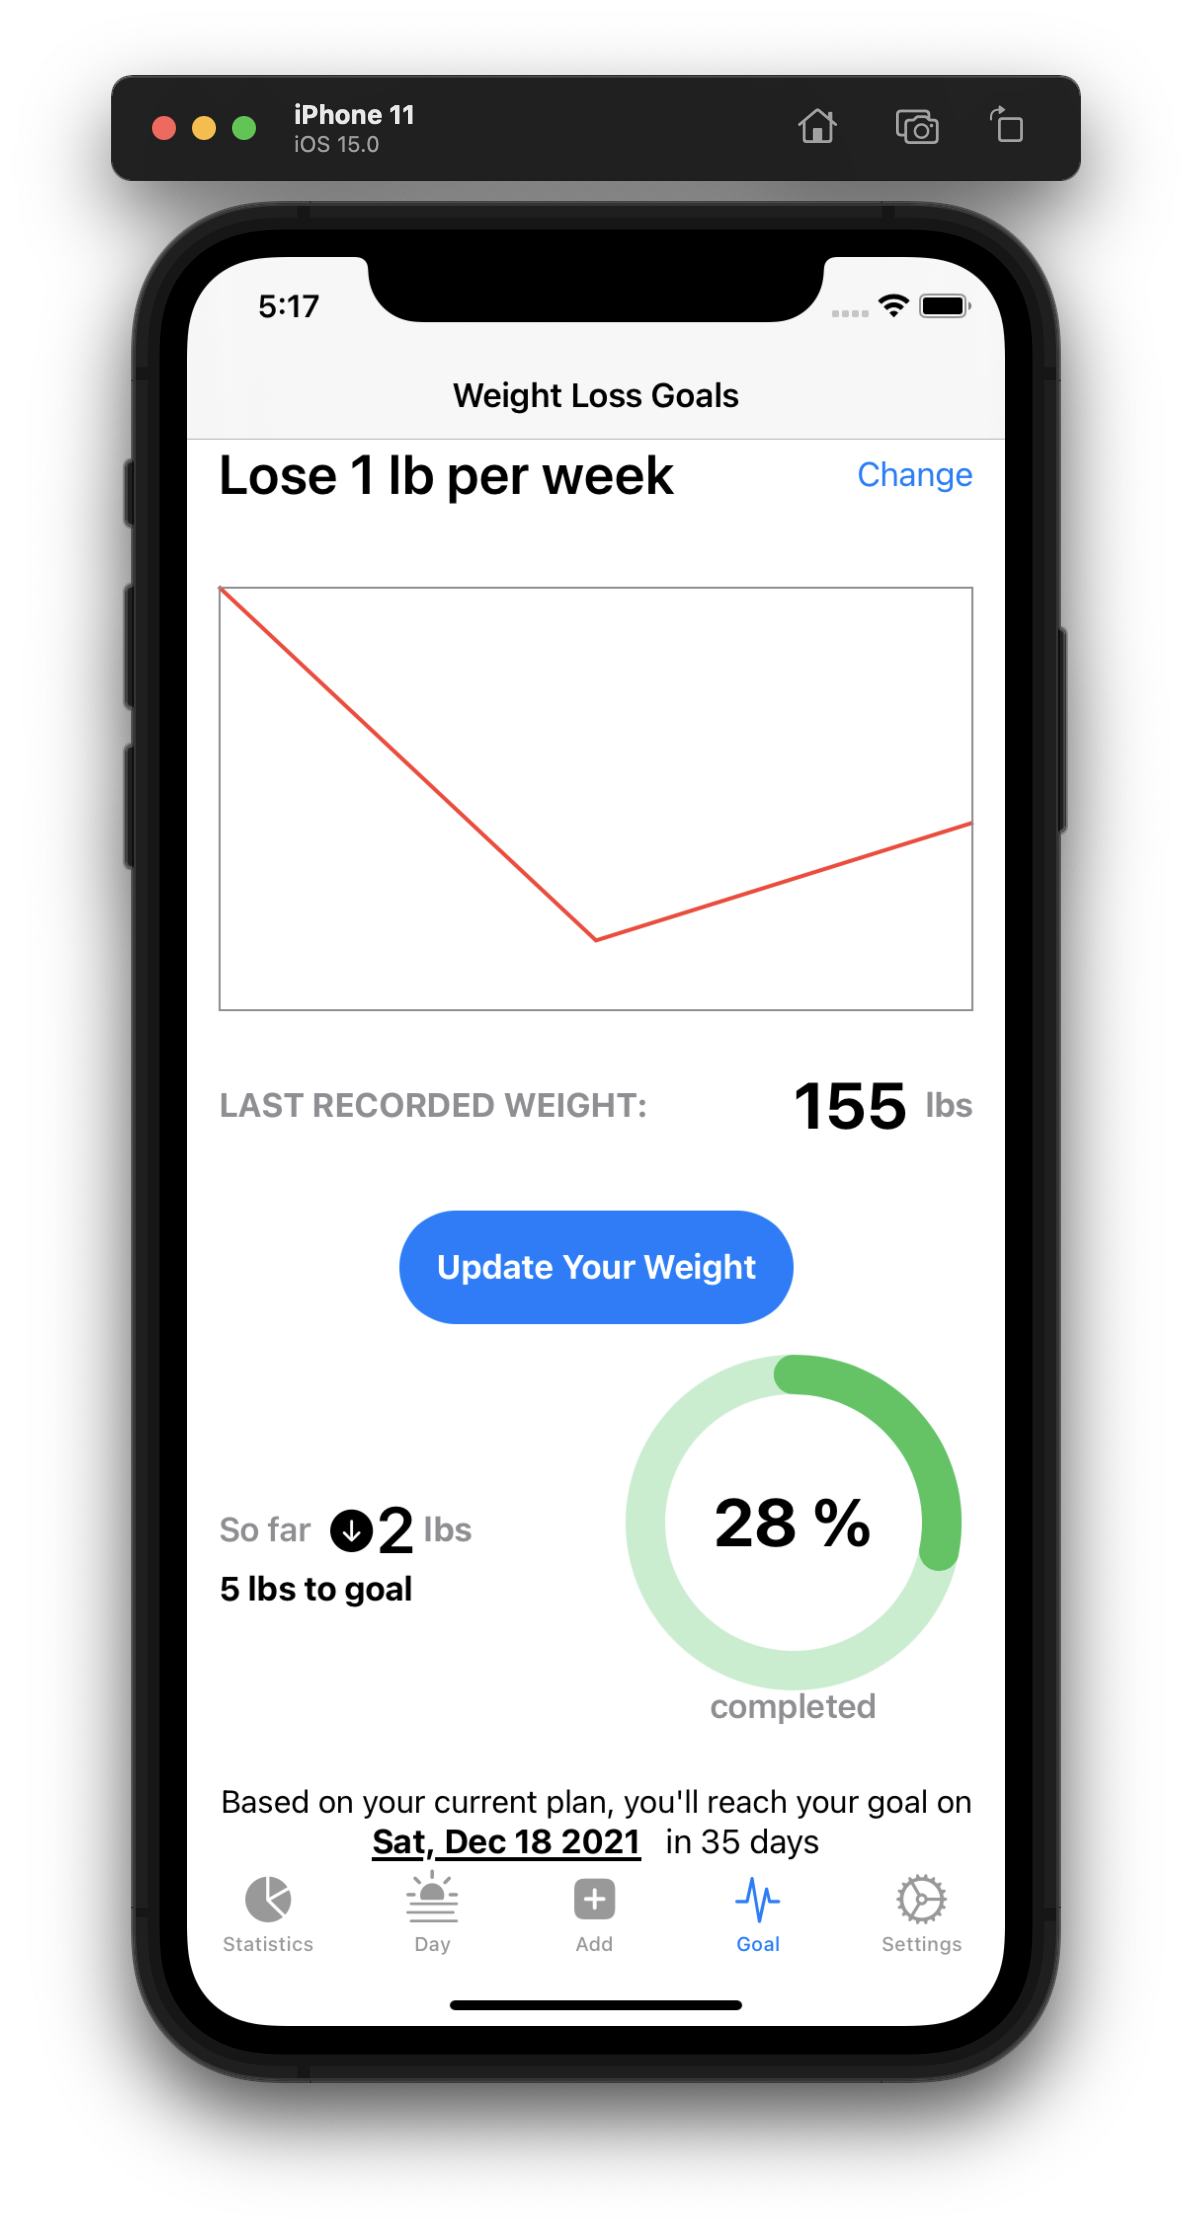 iPhone 11
iOS 15.0
5:17
Weight Loss Goals
Lose 1 lb per week
Change
LAST RECORDED WEIGHT:
155 lbs
Update Your Weight
So far 2 lbs
5 lbs to goal
28 %
completed
Based on your current plan, you'll reach your goal on
Sat, Dec 18 2021 in 35 days
Statistics
Day
Add
Goal
Settings